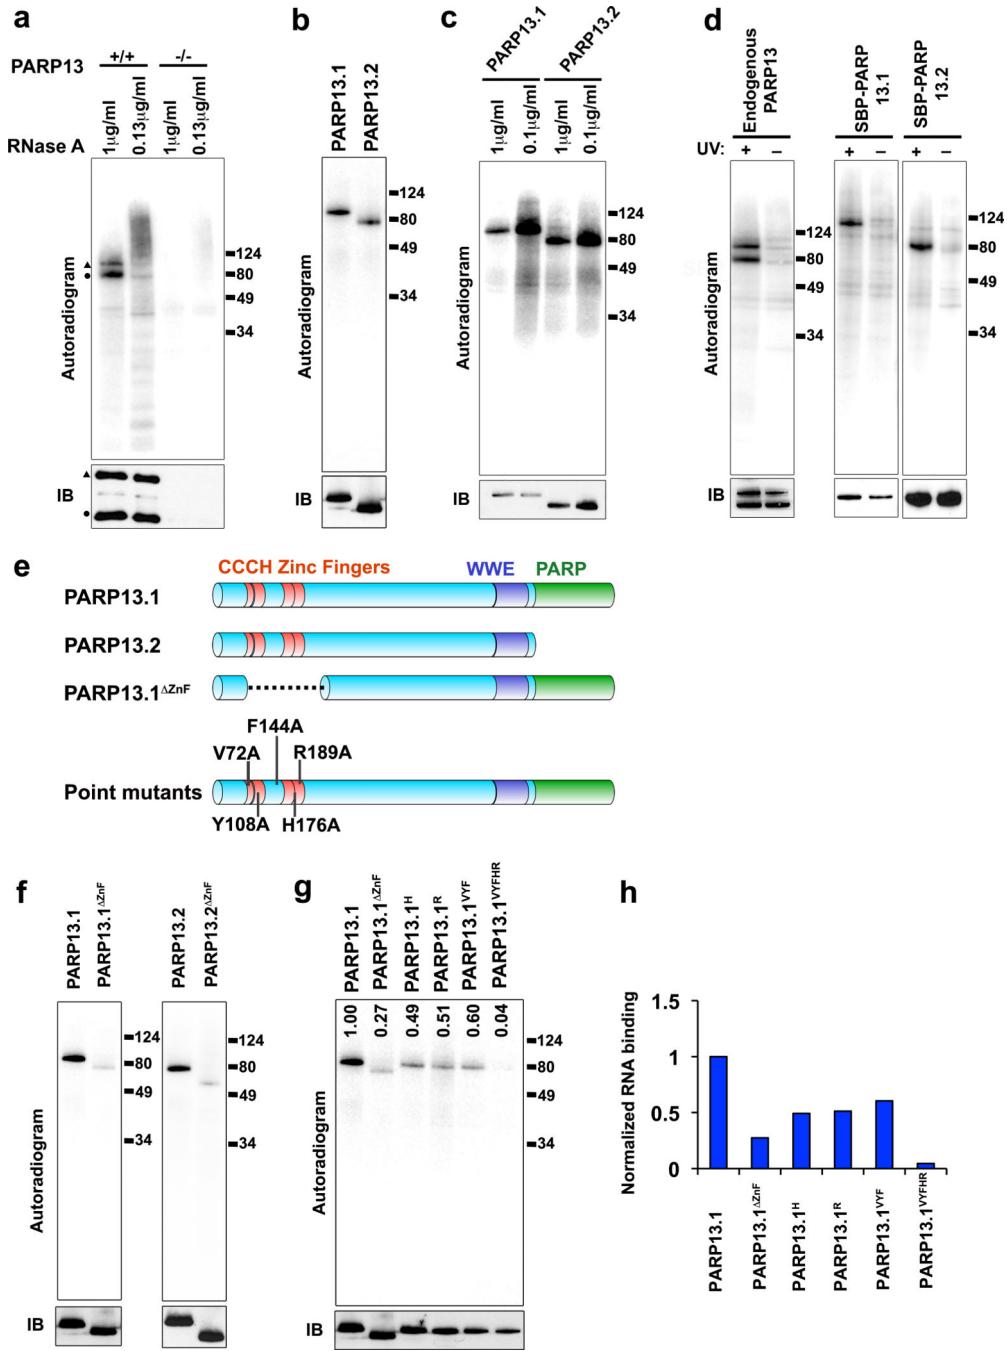 a
PARP13 +/+ -/-
RNase A 1µg/ml 0.13µg/ml 1µg/ml 0.13µg/ml
Autoradiogram
124
80
49
34
IB
b
PARP13.1 PARP13.2
Autoradiogram
124
80
49
34
IB
c
PARP13.1 PARP13.2
1µg/ml 0.1µg/ml 1µg/ml 0.1µg/ml
Autoradiogram
124
80
49
34
IB
d
Endogenous PARP13
SBP-PARP 13.1
SBP-PARP 13.2
UV: + − + − + −
Autoradiogram
124
80
49
34
124
80
49
34
IB
e
CCCH Zinc Fingers WWE PARP
PARP13.1
PARP13.2
PARP13.1ΔZnF
F144A
V72A R189A
Point mutants
Y108A H176A
f
PARP13.1 PARP13.1ΔZnF
PARP13.2 PARP13.2ΔZnF
Autoradiogram
124
80
49
34
124
80
49
34
IB
g
PARP13.1 PARP13.1ΔZnF PARP13.1H PARP13.1R PARP13.1VYF PARP13.1VYFHR
1.00 0.27 0.49 0.51 0.60 0.04
Autoradiogram
124
80
49
34
IB
h
Normalized RNA binding
1.5
1
0.5
0
PARP13.1 PARP13.1ΔZnF PARP13.1H PARP13.1R PARP13.1VYF PARP13.1VYFHR